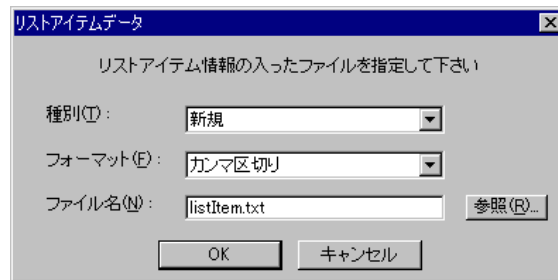 リストアイテムデータ
リストアイテム情報の入ったファイルを指定して下さい
種別(T):
新規
フォーマット(F):
カンマ区切り
ファイル名(N):
listItem.txt
参照(R)...
OK
キャンセル